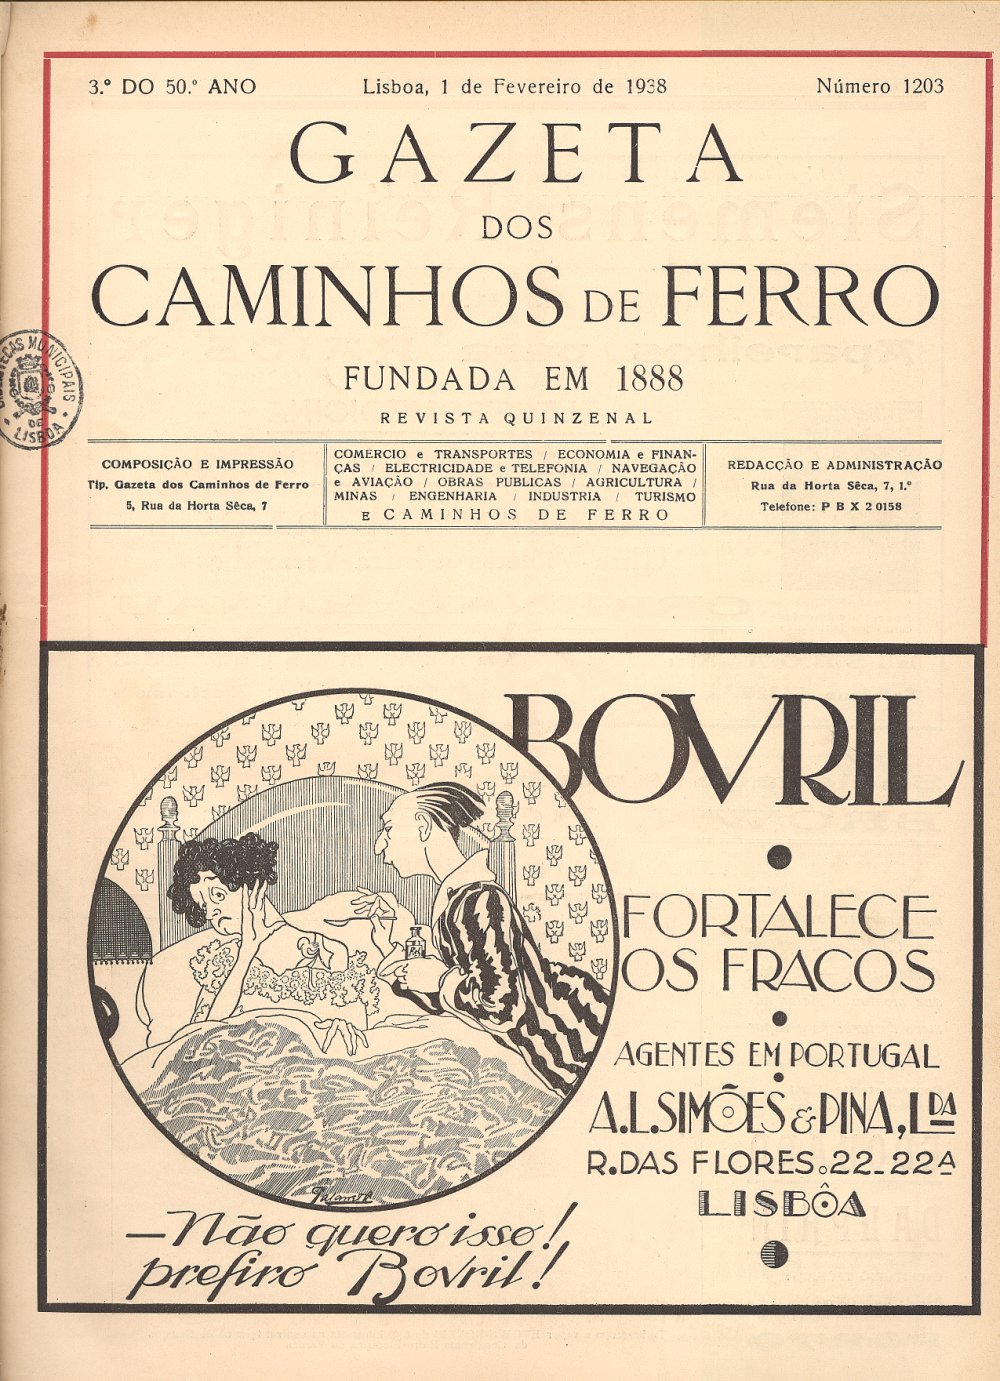 3.º DO 50.º ANO Lisboa, 1 de Fevereiro de 1938 Número 1203
GAZETA
DOS
CAMINHOS DE FERRO
FUNDADA EM 1888
REVISTA QUINZENAL
BIBLIOTECAS MUNICIPAIS
DE
LISBOA
COMPOSIÇÃO E IMPRESSÃO
Tip. Gazeta dos Caminhos de Ferro
5, Rua da Horta Sêca, 7
COMERCIO e TRANSPORTES / ECONOMIA e FINAN-
ÇAS / ELECTRICIDADE e TELEFONIA / NAVEGAÇÃO
e AVIAÇÃO / OBRAS PUBLICAS / AGRICULTURA /
MINAS / ENGENHARIA / INDUSTRIA / TURISMO
E CAMINHOS DE FERRO
REDACÇÃO E ADMINISTRAÇÃO
Rua da Horta Sêca, 7, 1.º
Telefone: P B X 2 0158
BOVRIL
FORTALECE
OS FRACOS
AGENTES EM PORTUGAL
A.L.SIMÕES & PINA, LDA
R.DAS FLORES.22-22A
LISBÔA
—Não quero isso!
prefiro Bovril!